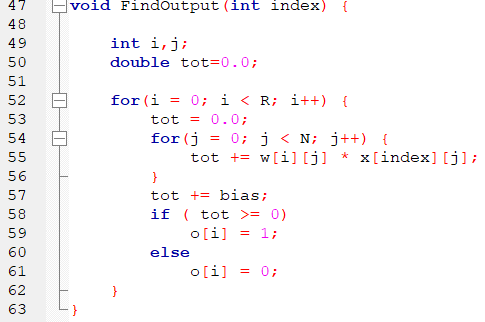 47 void FindOutput(int index) {
48
49     int i,j;
50     double tot=0.0;
51
52     for(i = 0; i < R; i++) {
53         tot = 0.0;
54         for(j = 0; j < N; j++) {
55             tot += w[i][j] * x[index][j];
56         }
57         tot += bias;
58         if ( tot >= 0)
59             o[i] = 1;
60         else
61             o[i] = 0;
62     }
63 }